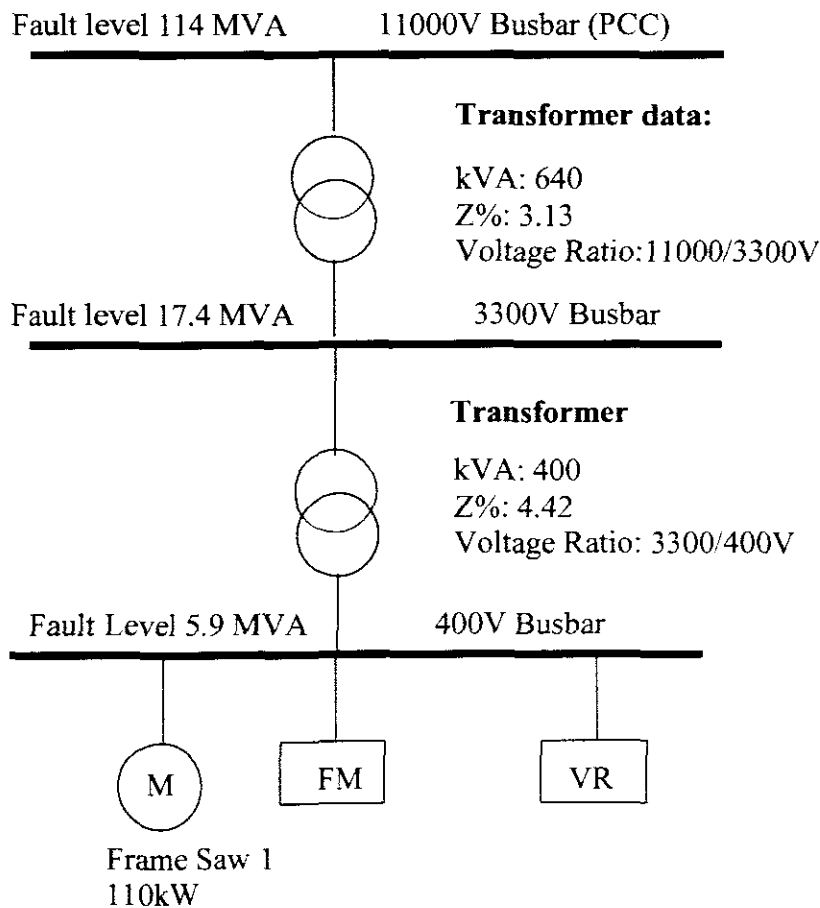 Fault level 114 MVA 11000V Busbar (PCC)
Transformer data:
kVA: 640
Z%: 3.13
Voltage Ratio:11000/3300V
Fault level 17.4 MVA 3300V Busbar
Transformer
kVA: 400
Z%: 4.42
Voltage Ratio: 3300/400V
Fault Level 5.9 MVA 400V Busbar
M FM VR
Frame Saw 1
110kW